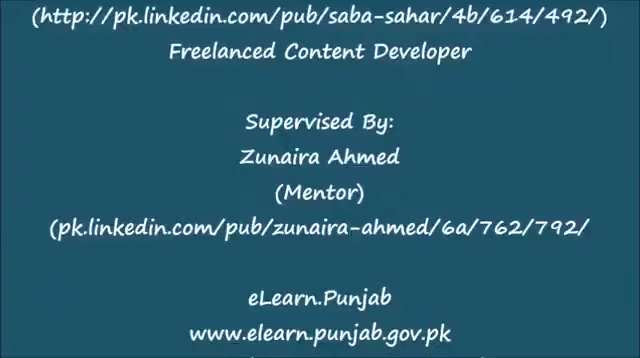 (http://pk.linkedin.com/pub/saba-sahar/4b/614/492/)
Freelanced Content Developer
Supervised By:
Zunaira Ahmed
(Mentor)
(pk.linkedin.com/pub/zunaira-ahmed/6a/762/792/
eLearn.Punjab
www.elearn.punjab.gov.pk